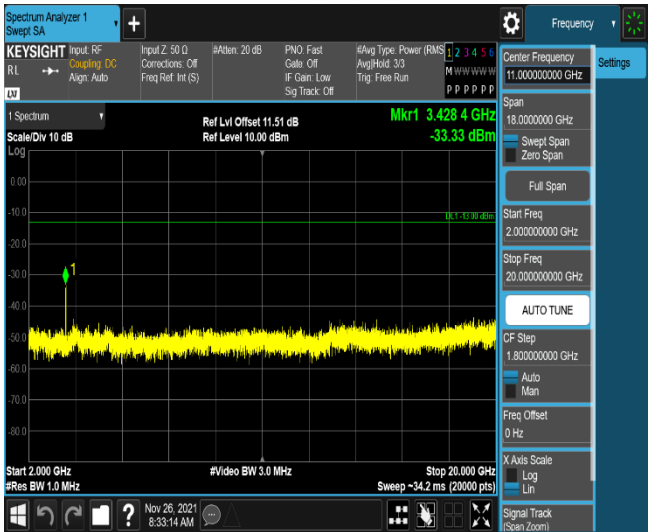 Spectrum Analyzer 1
Swept SA
Frequency
KEYSIGHT
RL
LXI
Input: RF
Coupling: DC
Align: Auto
Input Z: 50 Ω
Corrections: Off
Freq Ref: Int (S)
#Atten: 20 dB
PNO: Fast
Gate: Off
IF Gain: Low
Sig Track: Off
#Avg Type: Power (RMS
Avg|Hold: 3/3
Trig: Free Run
1 2 3 4 5 6
M W W W W W
P P P P P P
Settings
1 Spectrum
Scale/Div 10 dB
Ref Lvl Offset 11.51 dB
Ref Level 10.00 dBm
Mkr1 3.428 4 GHz
-33.33 dBm
Log
0.00
-10.0
DL1 -13.00 dBm
-20.0
-30.0
1
-40.0
-50.0
-60.0
-70.0
-80.0
Start 2.000 GHz
#Video BW 3.0 MHz
Stop 20.000 GHz
#Res BW 1.0 MHz
Sweep ~34.2 ms (20000 pts)
Center Frequency
11.000000000 GHz
Span
18.0000000 GHz
Swept Span
Zero Span
Full Span
Start Freq
2.000000000 GHz
Stop Freq
20.000000000 GHz
AUTO TUNE
CF Step
1.800000000 GHz
Auto
Man
Freq Offset
0 Hz
X Axis Scale
Log
Lin
Signal Track
(Span Zoom)
?
Nov 26, 2021
8:33:14 AM